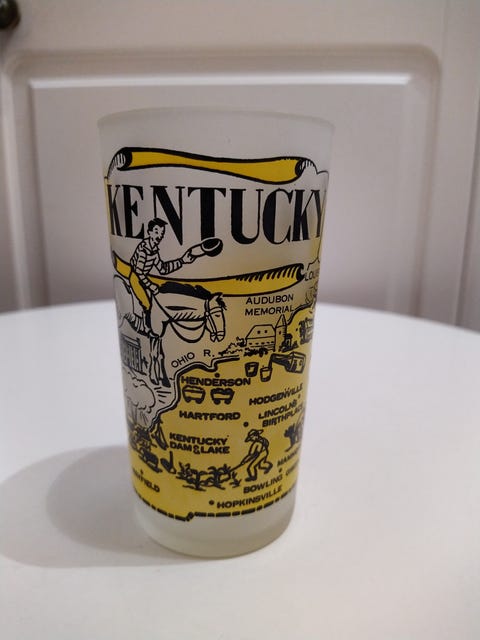 KENTUCKY
AUDUBON
MEMORIAL
OHIO R.
HENDERSON
HODGENVILLE
HARTFORD
LINCOLN'S
BIRTHPLACE
KENTUCKY
DAM & LAKE
BOWLING
HOPKINSVILLE